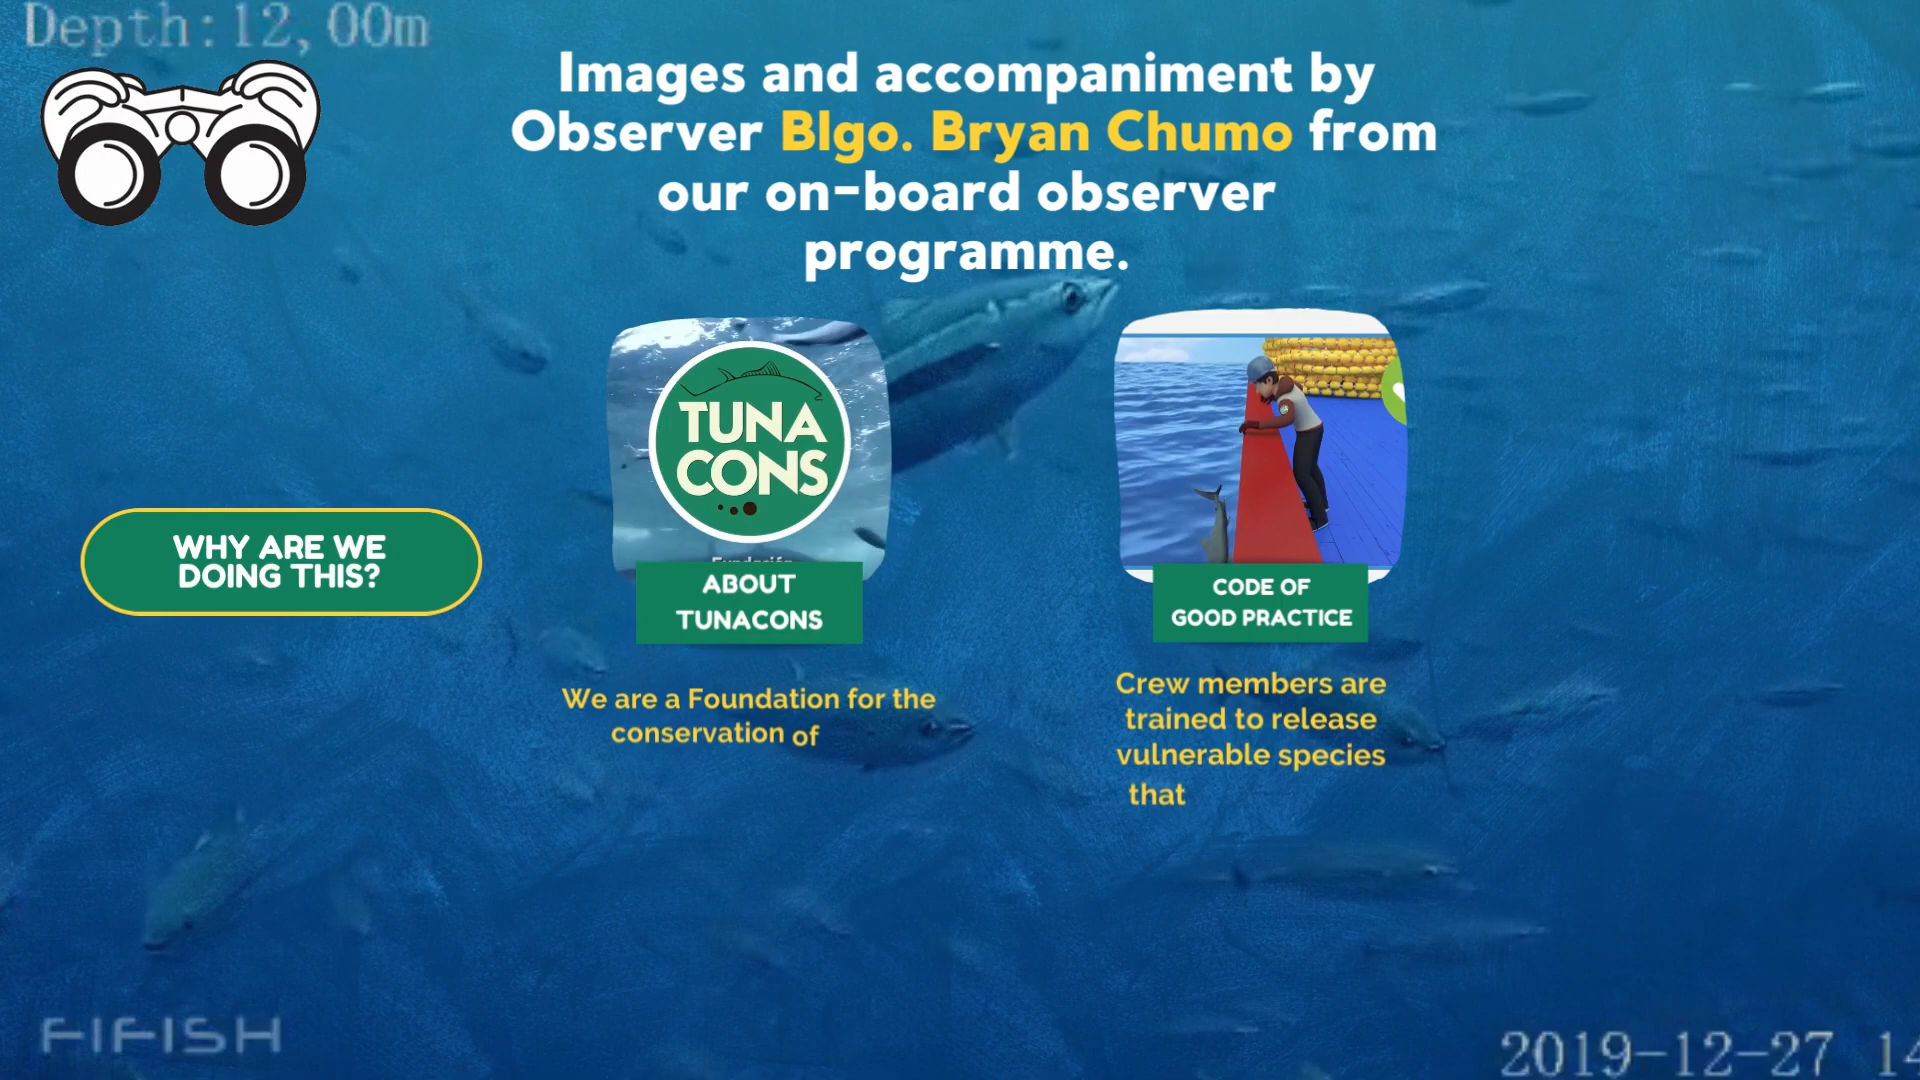 Depth:12,00m
Images and accompaniment by
Observer Blgo. Bryan Chumo from
our on-board observer
programme.
TUNA
CONS
Fundación
WHY ARE WE
DOING THIS?
ABOUT
TUNACONS
CODE OF
GOOD PRACTICE
We are a Foundation for the
conservation of
Crew members are
trained to release
vulnerable species
that
FIFISH
2019-12-27 14